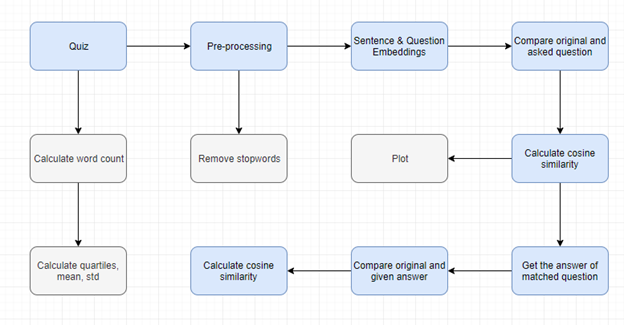 Quiz
Pre-processing
Sentence & Question
Embeddings
Compare original and
asked question
Calculate word count
Remove stopwords
Plot
Calculate cosine
similarity
Calculate quartiles,
mean, std
Calculate cosine
similarity
Compare original and
given answer
Get the answer of
matched question